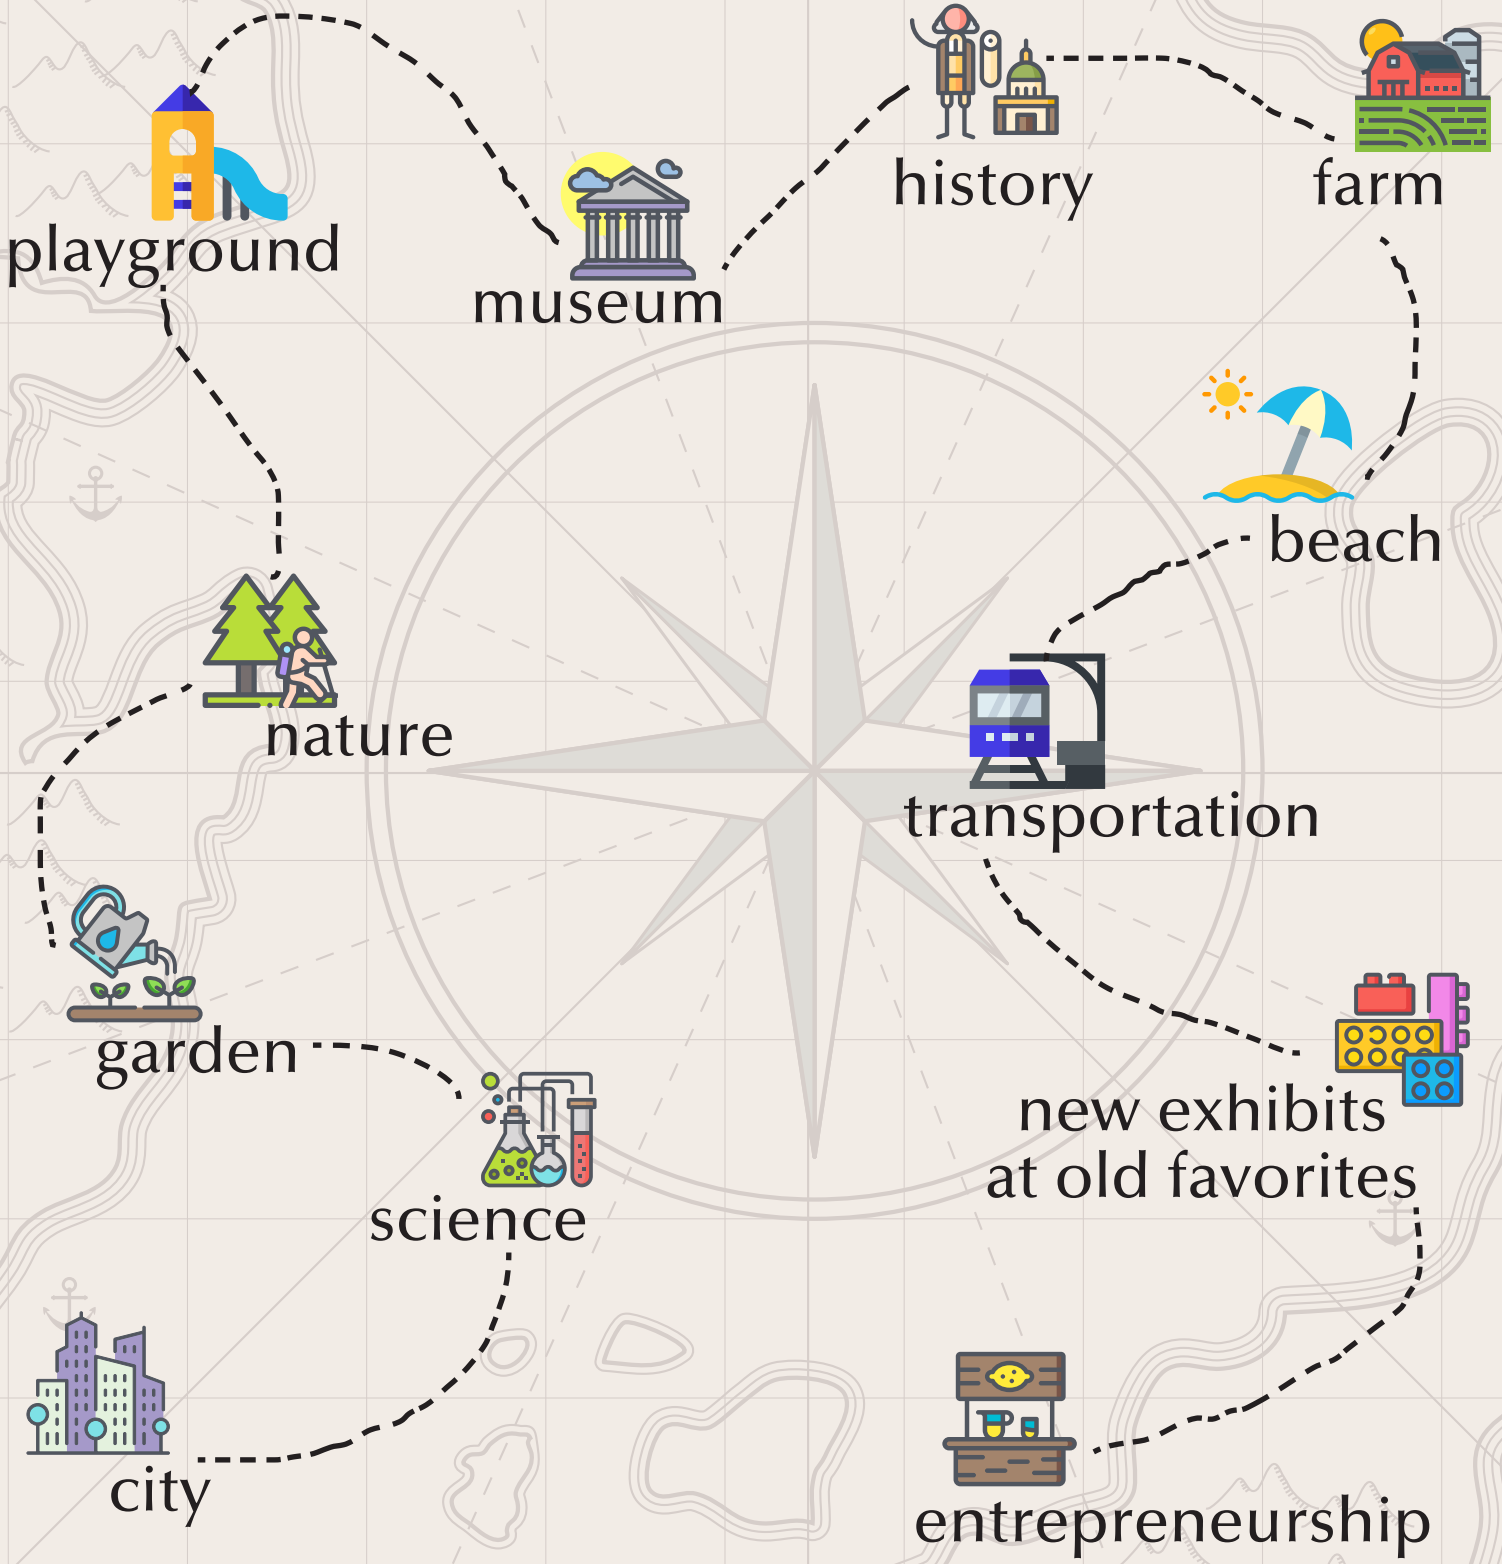 history
farm
playground
museum
beach
nature
transportation
garden
new exhibits
at old favorites
science
city
entrepreneurship